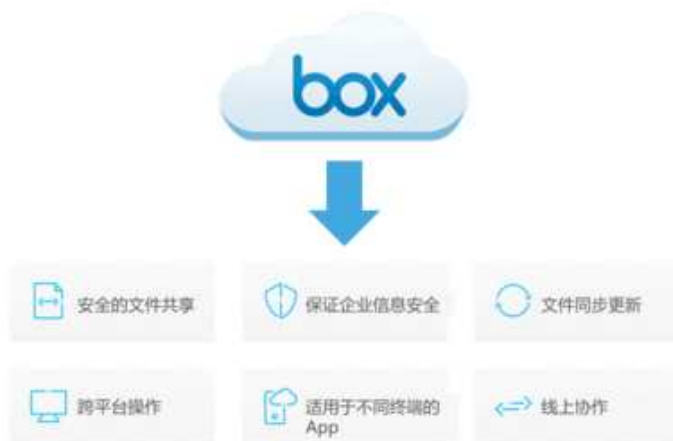 box
安全的文件共享
保证企业信息安全
文件同步更新
跨平台操作
适用于不同终端的
App
线上协作